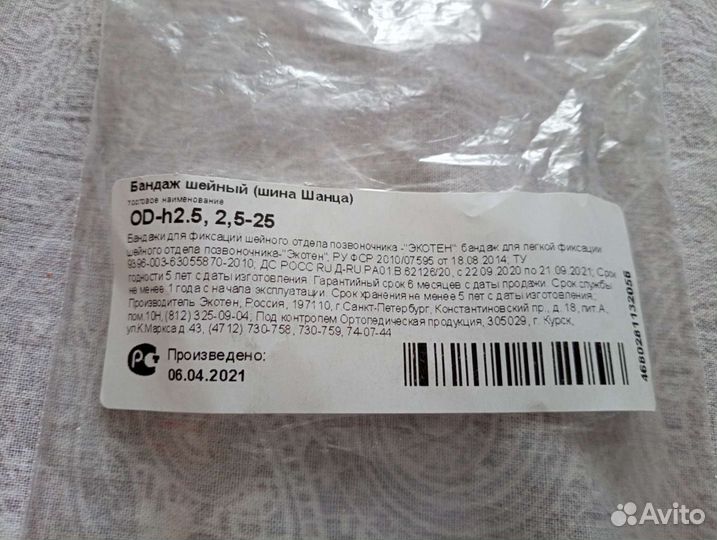 Бандаж шейный (шина Шанца)
торговое наименование
OD-h2.5, 2,5-25
Бандажи для фиксации шейного отдела позвоночника -"ЭКОТЕН": бандаж для легкой фиксации
шейного отдела позвоночника-"Экотен", РУ ФСР 2010/07595 от 18.08.2014; ТУ
9396-003-63055870-2010, ДС РОСС RU Д-RU.РА01.В.62126/20, с 22.09.2020 по 21.09.2021; Срок
годности 5 лет с даты изготовления. Гарантийный срок 6 месяцев с даты продажи. Срок службы
не менее 1 года с начала эксплуатации. Срок хранения не менее 5 лет с даты изготовления.;
Производитель: Экотен, Россия, 197110, г.Санкт-Петербург, Константиновский пр., д. 18, лит.А,
пом.10Н, (812) 325-09-04; Под контролем Ортопедическая продукция, 305029, г. Курск,
ул.К.Маркса д. 43, (4712) 730-758, 730-759, 74-07-44
РСТ
Произведено:
06.04.2021
4680281132056
Avito